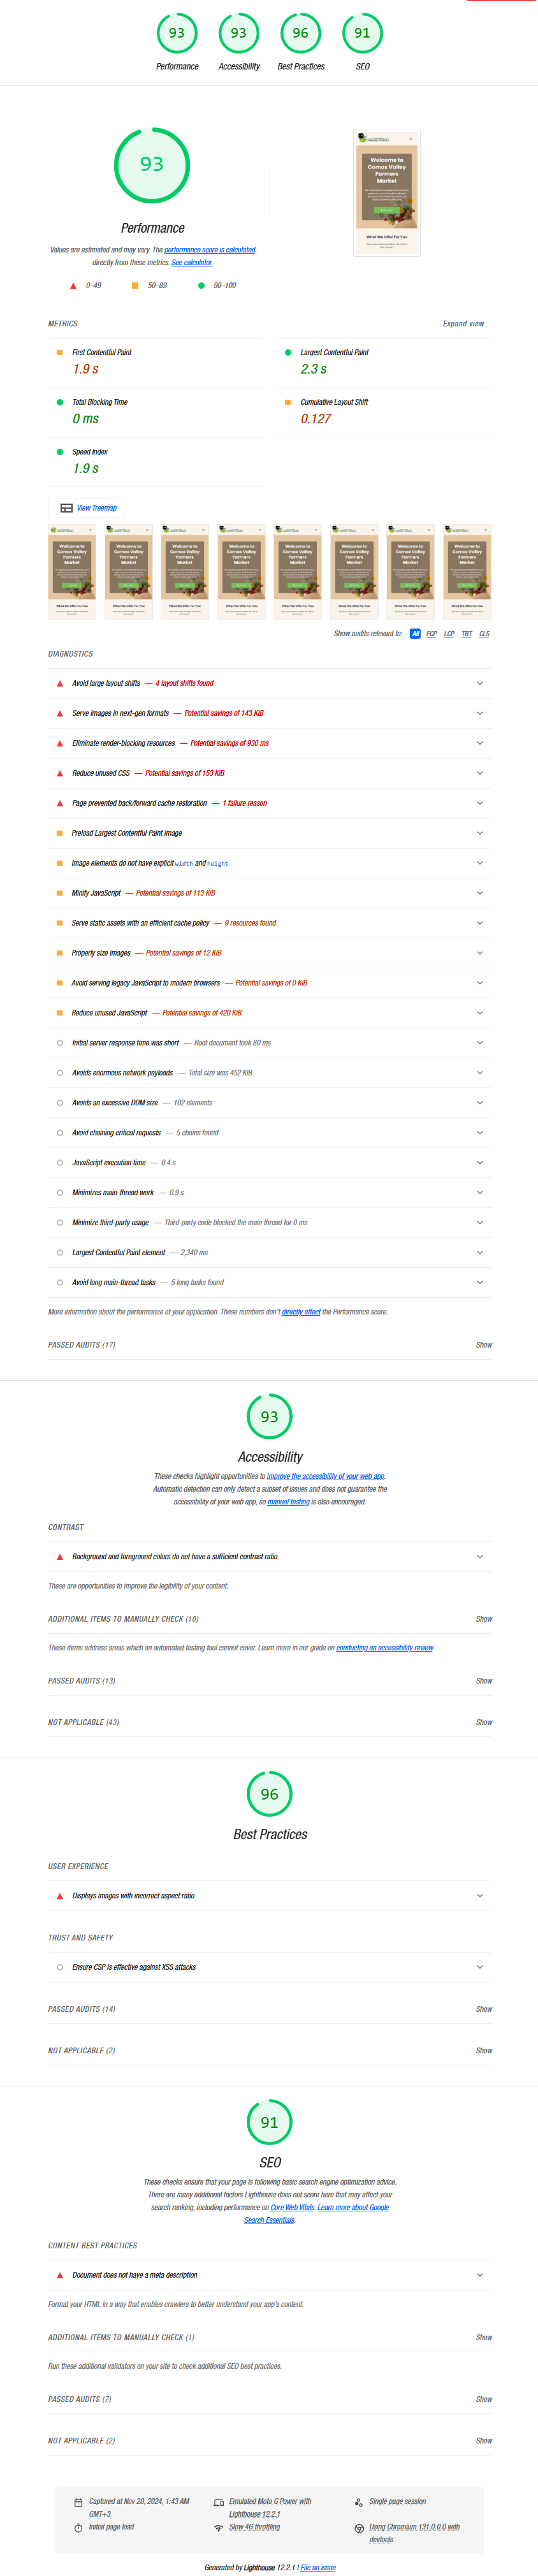 93
93
96
91
Performance
Accessibility
Best Practices
SEO
93
Performance
Values are estimated and may vary. The performance score is calculated
directly from these metrics. See calculator.
0–49
50–89
90–100
Welcome to
Comox Valley
Farmers
Market
What We Offer For You
METRICS
Expand view
First Contentful Paint
1.9 s
Largest Contentful Paint
2.3 s
Total Blocking Time
0 ms
Cumulative Layout Shift
0.127
Speed Index
1.9 s
View Treemap
Show audits relevant to: All FCP LCP TBT CLS
DIAGNOSTICS
Avoid large layout shifts — 4 layout shifts found
Serve images in next-gen formats — Potential savings of 143 KiB
Eliminate render-blocking resources — Potential savings of 930 ms
Reduce unused CSS — Potential savings of 153 KiB
Page prevented back/forward cache restoration — 1 failure reason
Preload Largest Contentful Paint image
Image elements do not have explicit width and height
Minify JavaScript — Potential savings of 113 KiB
Serve static assets with an efficient cache policy — 9 resources found
Properly size images — Potential savings of 12 KiB
Avoid serving legacy JavaScript to modern browsers — Potential savings of 0 KiB
Reduce unused JavaScript — Potential savings of 420 KiB
Initial server response time was short — Root document took 80 ms
Avoids enormous network payloads — Total size was 452 KiB
Avoids an excessive DOM size — 102 elements
Avoid chaining critical requests — 5 chains found
JavaScript execution time — 0.4 s
Minimizes main-thread work — 0.9 s
Minimize third-party usage — Third-party code blocked the main thread for 0 ms
Largest Contentful Paint element — 2,340 ms
Avoid long main-thread tasks — 5 long tasks found
More information about the performance of your application. These numbers don't directly affect the Performance score.
PASSED AUDITS (17)
Show
93
Accessibility
These checks highlight opportunities to improve the accessibility of your web app.
Automatic detection can only detect a subset of issues and does not guarantee the
accessibility of your web app, so manual testing is also encouraged.
CONTRAST
Background and foreground colors do not have a sufficient contrast ratio.
These are opportunities to improve the legibility of your content.
ADDITIONAL ITEMS TO MANUALLY CHECK (10)
Show
These items address areas which an automated testing tool cannot cover. Learn more in our guide on conducting an accessibility review.
PASSED AUDITS (13)
Show
NOT APPLICABLE (43)
Show
96
Best Practices
USER EXPERIENCE
Displays images with incorrect aspect ratio
TRUST AND SAFETY
Ensure CSP is effective against XSS attacks
PASSED AUDITS (14)
Show
NOT APPLICABLE (2)
Show
91
SEO
These checks ensure that your page is following basic search engine optimization advice.
There are many additional factors Lighthouse does not score here that may affect your
search ranking, including performance on Core Web Vitals. Learn more about Google
Search Essentials.
CONTENT BEST PRACTICES
Document does not have a meta description
Format your HTML in a way that enables crawlers to better understand your app's content.
ADDITIONAL ITEMS TO MANUALLY CHECK (1)
Show
Run these additional validators on your site to check additional SEO best practices.
PASSED AUDITS (7)
Show
NOT APPLICABLE (2)
Show
Captured at Nov 28, 2024, 1:43 AM
GMT+3
Emulated Moto G Power with
Lighthouse 12.2.1
Single page session
Initial page load
Slow 4G throttling
Using Chromium 131.0.0.0 with
devtools
Generated by Lighthouse 12.2.1 | File an issue